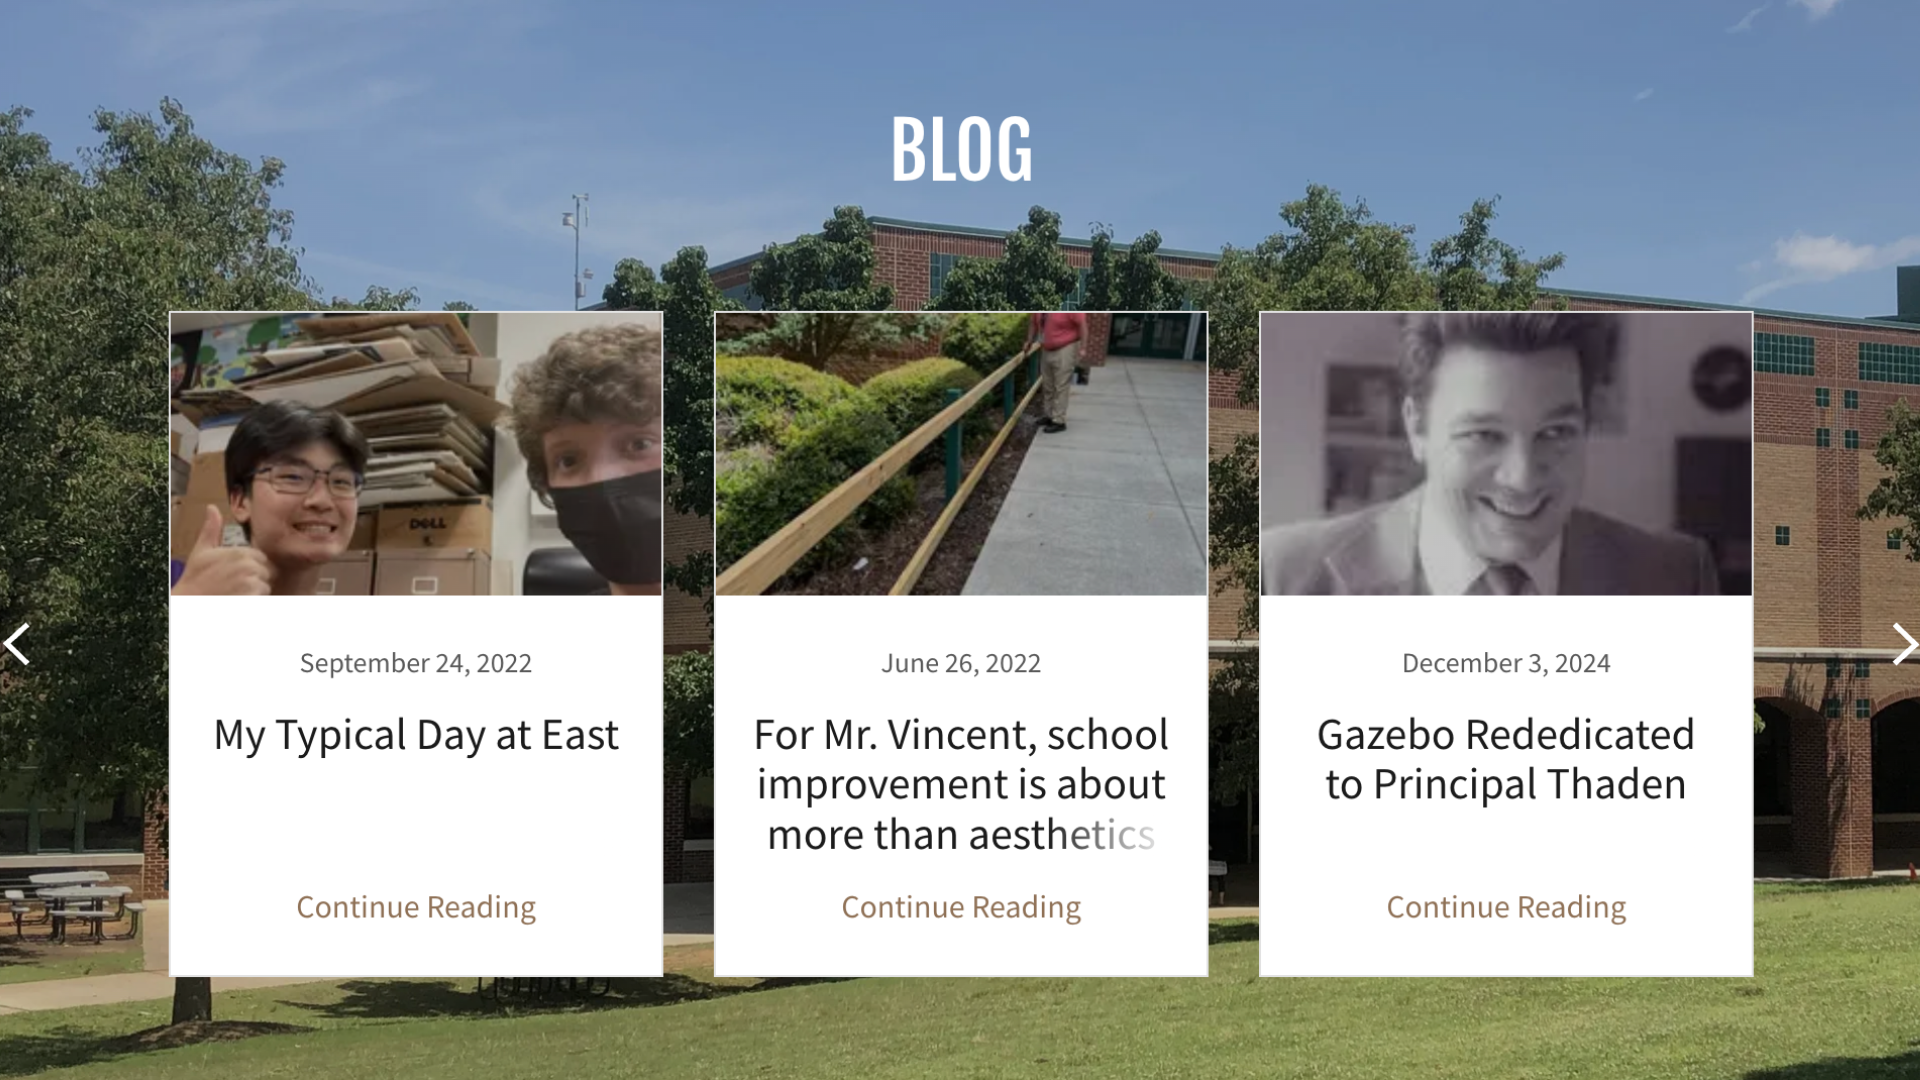 BLOG
DELL
September 24, 2022
My Typical Day at East
Continue Reading
June 26, 2022
For Mr. Vincent, school
improvement is about
more than aesthetics
Continue Reading
December 3, 2024
Gazebo Rededicated
to Principal Thaden
Continue Reading